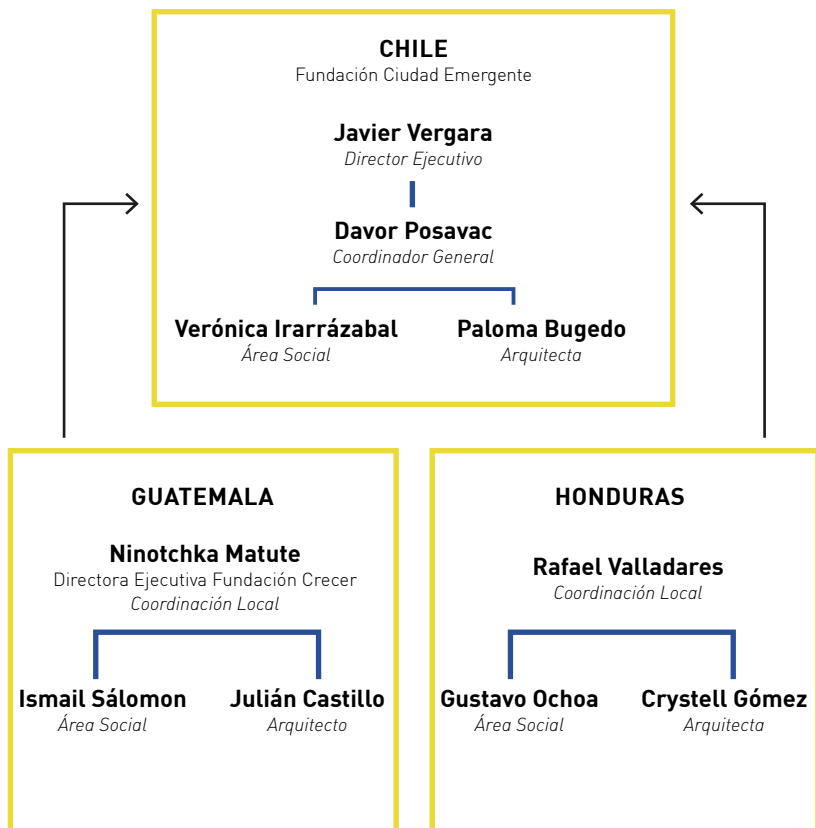 CHILE
Fundación Ciudad Emergente
Javier Vergara
Director Ejecutivo
Davor Posavac
Coordinador General
Verónica Irarrázabal
Área Social
Paloma Bugedo
Arquitecta
GUATEMALA
Ninotchka Matute
Directora Ejecutiva Fundación Crecer
Coordinación Local
Ismail Sálomon
Área Social
Julián Castillo
Arquitecto
HONDURAS
Rafael Valladares
Coordinación Local
Gustavo Ochoa
Área Social
Crystell Gómez
Arquitecta